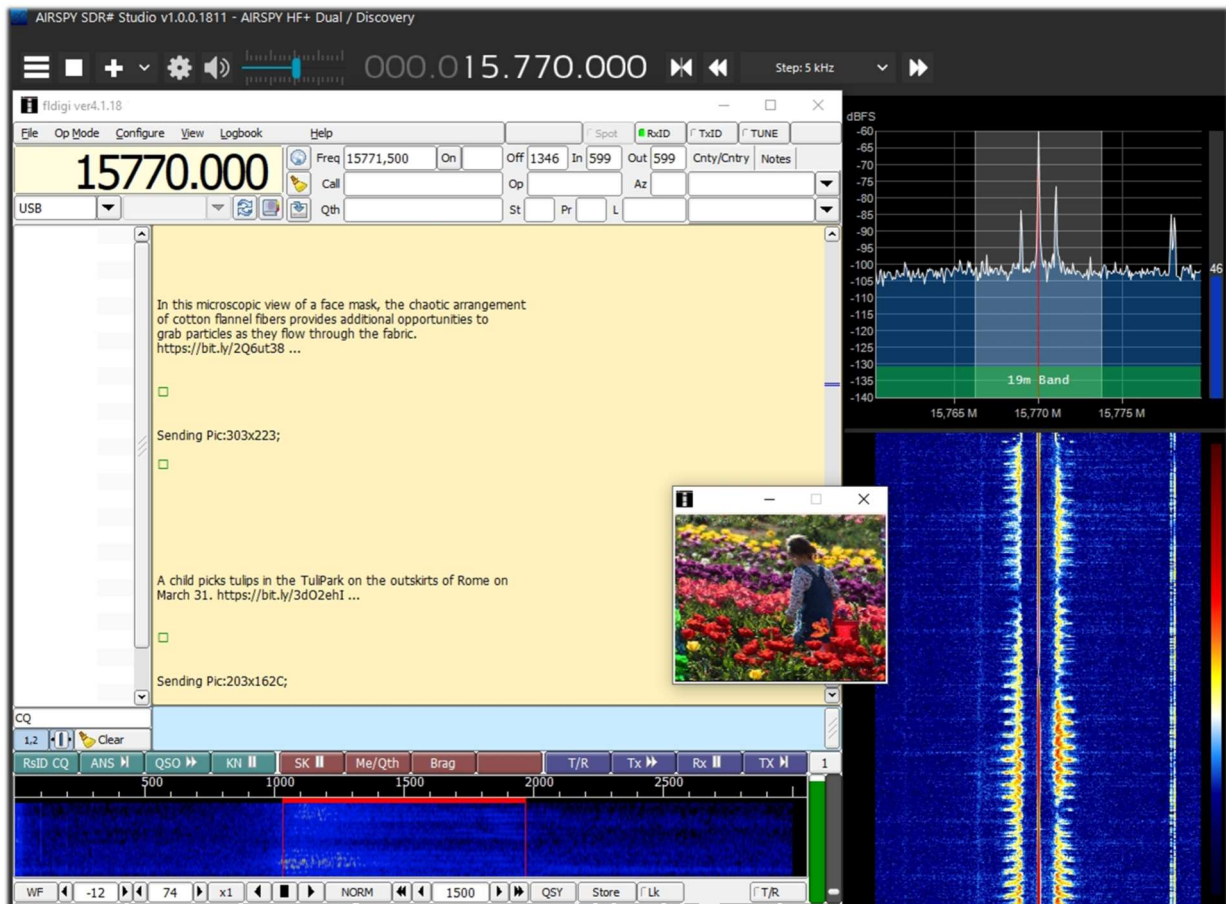 AIRSPY SDR# Studio v1.0.0.1811 - AIRSPY HF+ Dual / Discovery
000.015.770.000
Step: 5 kHz
fldigi ver4.1.18
File Op Mode Configure View Logbook Help
Spot RxID TxID TUNE
15770.000
Freq 15771,500 On Off 1346 In 599 Out 599 Cnty/Cntry Notes
Call Op Az
USB
Qth St Pr L
In this microscopic view of a face mask, the chaotic arrangement
of cotton flannel fibers provides additional opportunities to
grab particles as they flow through the fabric.
https://bit.ly/2Q6ut38 ...
Sending Pic:303x223;
A child picks tulips in the TuliPark on the outskirts of Rome on
March 31. https://bit.ly/3dO2ehI ...
Sending Pic:203x162C;
CQ
1,2 Clear
RsID CQ ANS QSO KN SK Me/Qth Brag T/R Tx Rx TX 1
500 1000 1500 2000 2500
WF -12 74 x1 NORM 1500 QSY Store Lk T/R
dBFS
-60
-65
-70
-75
-80
-85
-90
-95
-100
-105
-110
-115
-120
-125
-130
-135
-140
46
19m Band
15,765 M 15,770 M 15,775 M